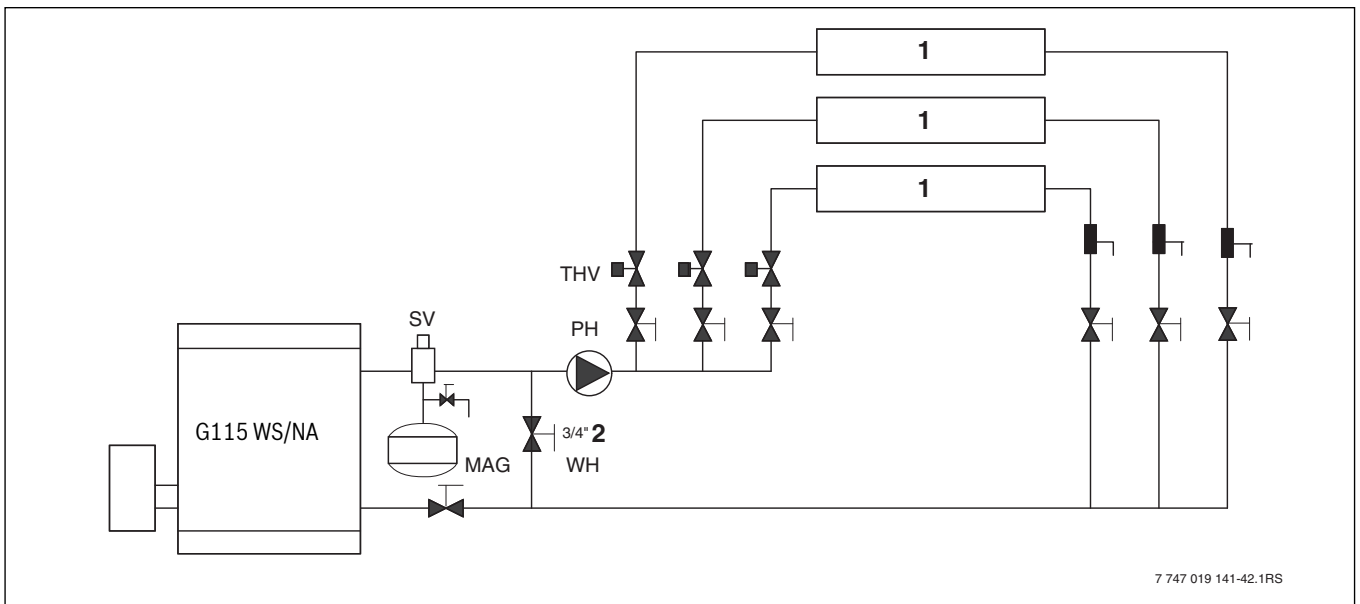 1
1
1
THV
SV
PH
G115 WS/NA
3/4" 2
MAG
WH
7 747 019 141-42.1RS